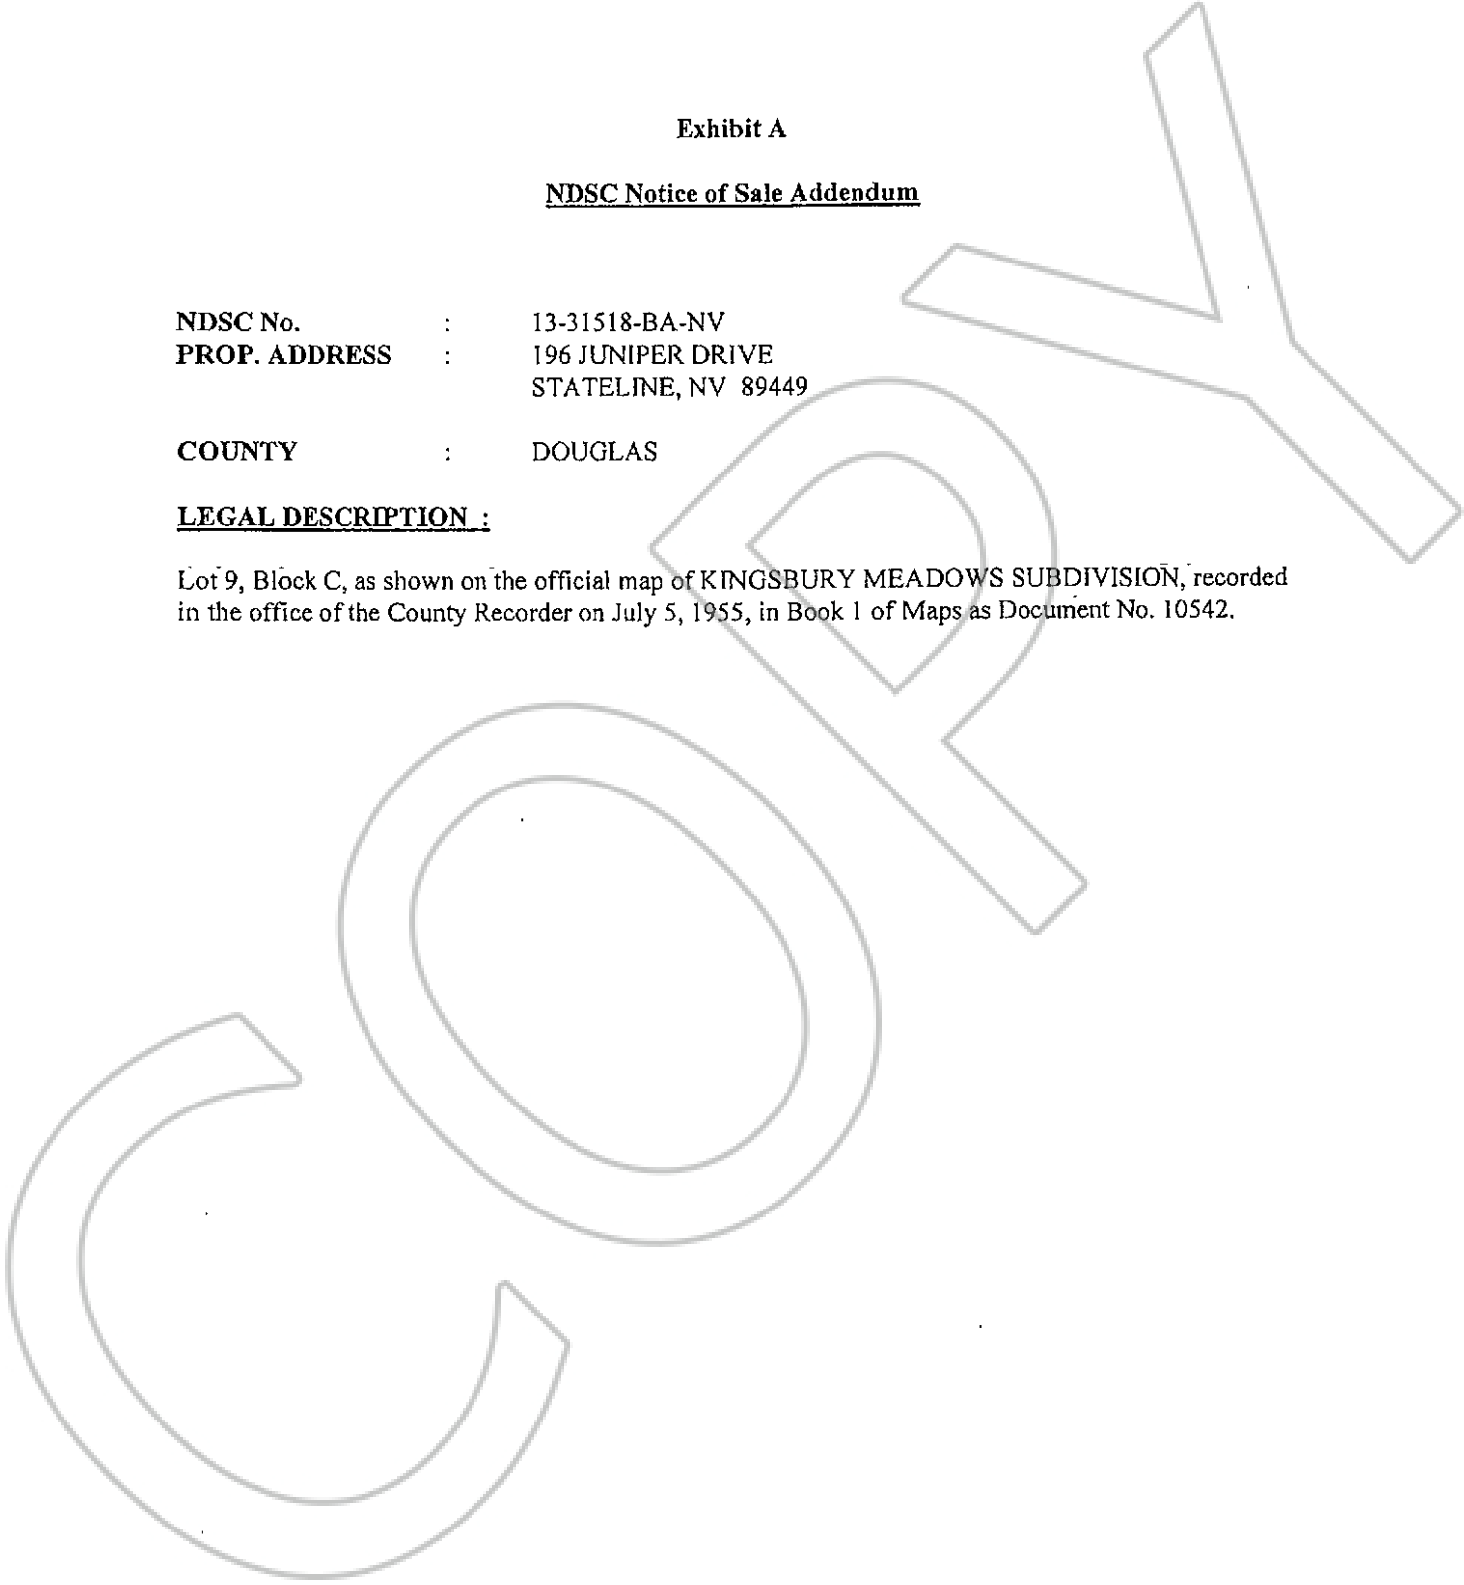 Exhibit A
NDSC Notice of Sale Addendum
NDSC No. : 13-31518-BA-NV
PROP. ADDRESS : 196 JUNIPER DRIVE
STATELINE, NV 89449
COUNTY : DOUGLAS
LEGAL DESCRIPTION :
Lot 9, Block C, as shown on the official map of KINGSBURY MEADOWS SUBDIVISION, recorded
in the office of the County Recorder on July 5, 1955, in Book 1 of Maps as Document No. 10542.
COPY